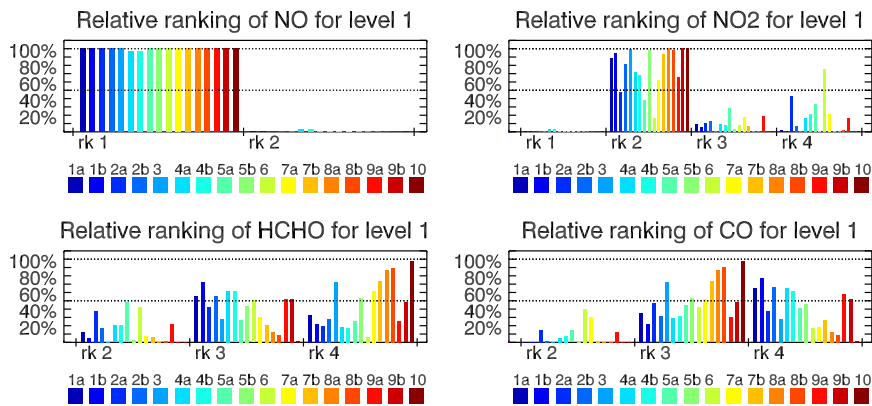 Relative ranking of NO for level 1
100%
80%
60%
40%
20%
rk 1 rk 2
1a 1b 2a 2b 3 4a 4b 5a 5b 6 7a 7b 8a 8b 9a 9b 10
Relative ranking of NO2 for level 1
100%
80%
60%
40%
20%
rk 1 rk 2 rk 3 rk 4
1a 1b 2a 2b 3 4a 4b 5a 5b 6 7a 7b 8a 8b 9a 9b 10
Relative ranking of HCHO for level 1
100%
80%
60%
40%
20%
rk 2 rk 3 rk 4
1a 1b 2a 2b 3 4a 4b 5a 5b 6 7a 7b 8a 8b 9a 9b 10
Relative ranking of CO for level 1
100%
80%
60%
40%
20%
rk 2 rk 3 rk 4
1a 1b 2a 2b 3 4a 4b 5a 5b 6 7a 7b 8a 8b 9a 9b 10